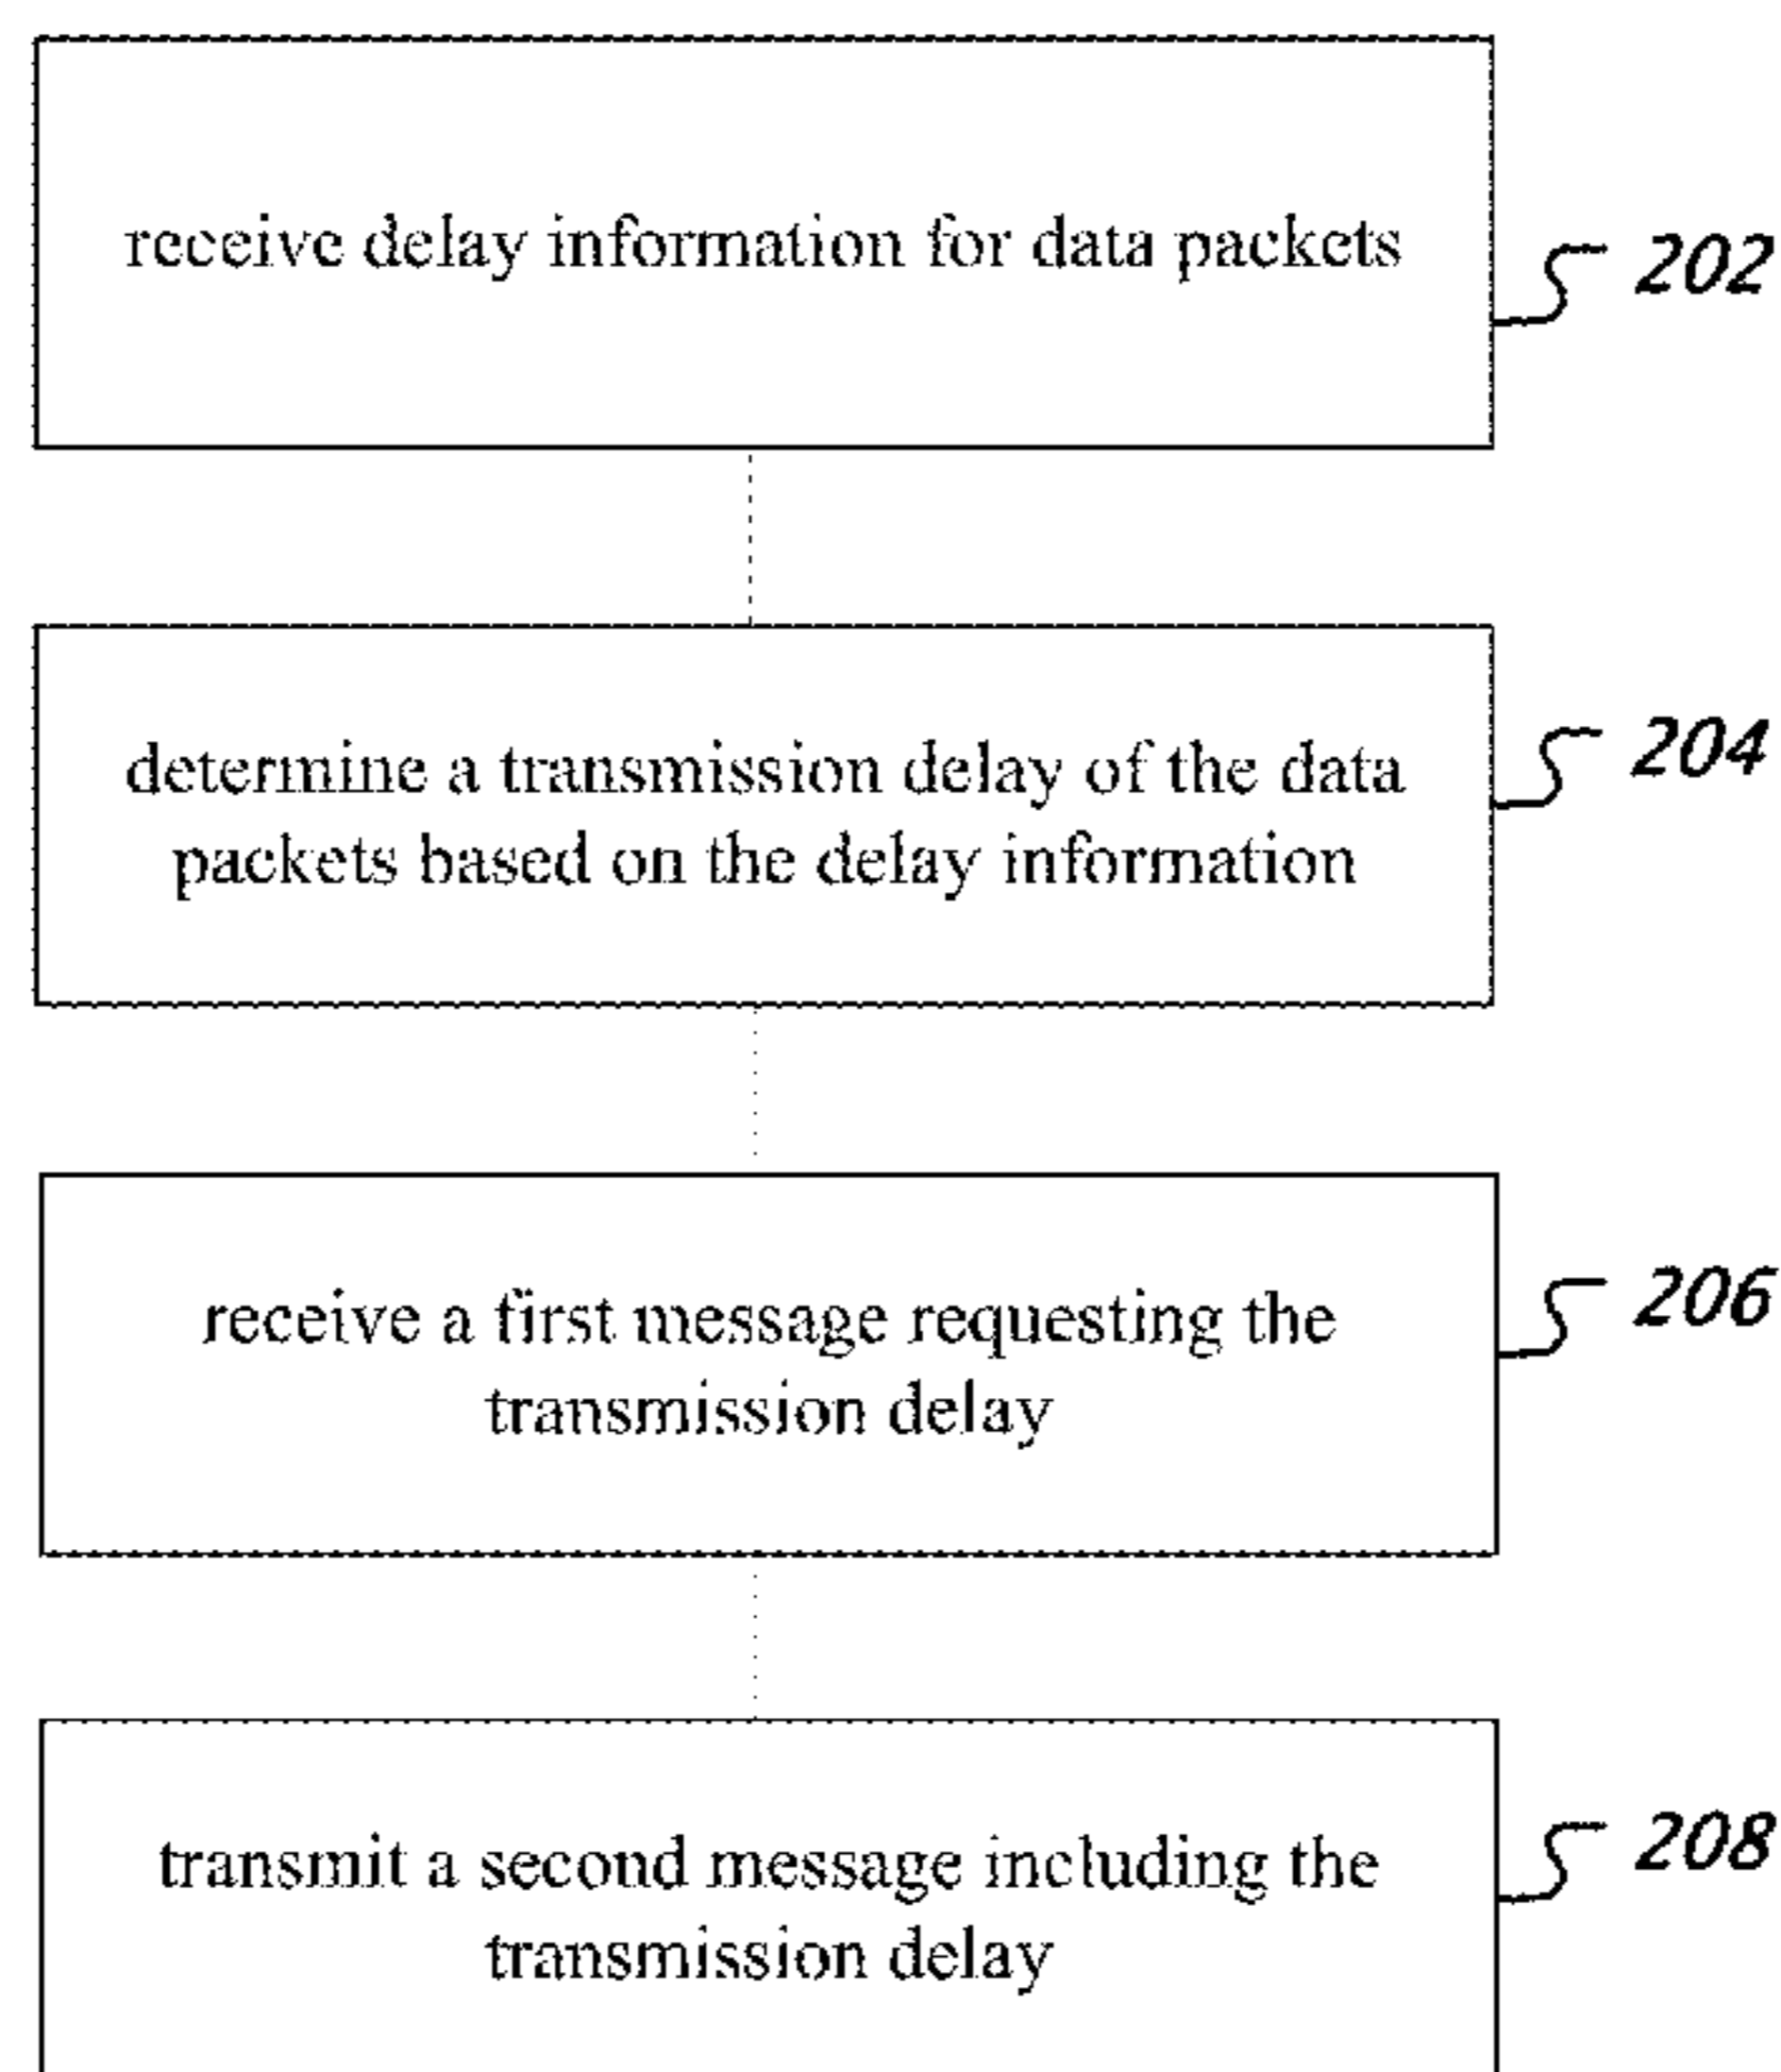 receive delay information for data packets
202
determine a transmission delay of the data
packets based on the delay information
204
receive a first message requesting the
transmission delay
206
transmit a second message including the
transmission delay
208